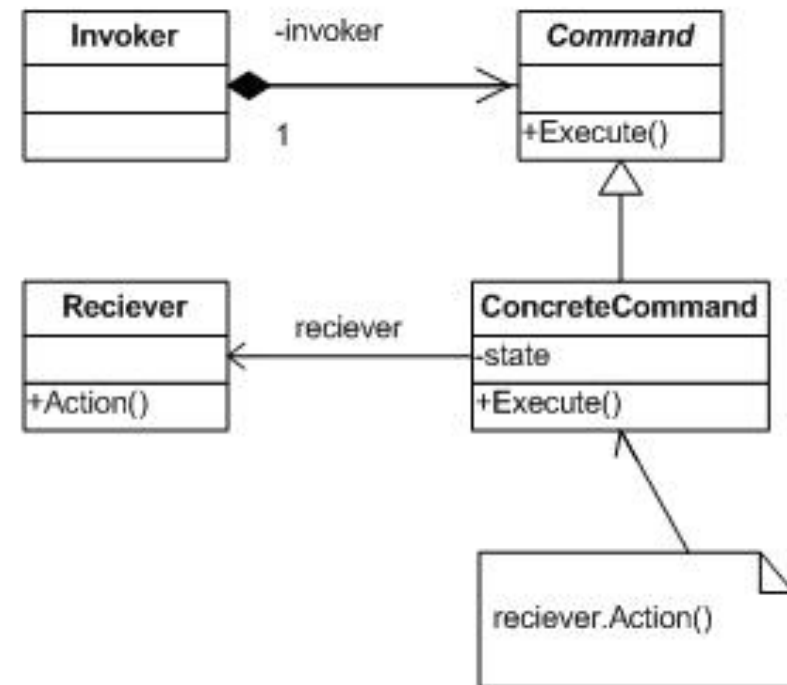 Invoker
-invoker
1
Command
+Execute()
Reciever
+Action()
reciever
ConcreteCommand
-state
+Execute()
reciever.Action()